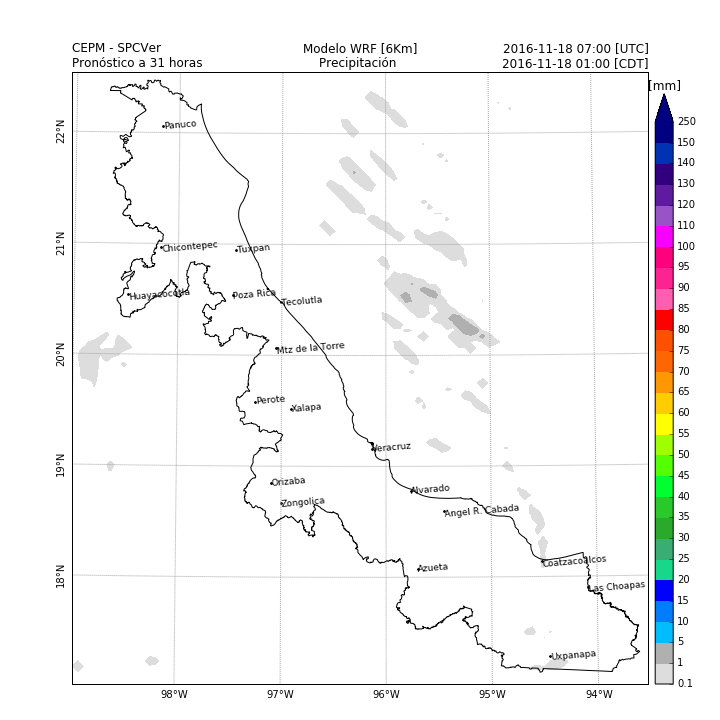 CEPM - SPCVer
Modelo WRF [6Km]
2016-11-18 07:00 [UTC]
Pronóstico a 31 horas
Precipitación
2016-11-18 01:00 [CDT]
[mm]
250
150
140
130
120
110
100
95
90
85
80
75
70
65
60
55
50
45
40
35
30
25
20
15
10
5
1
0.1
22°N
21°N
20°N
19°N
18°N
Panuco
Chicontepec
Tuxpan
Huayacocotla
Poza Rica
Tecolutla
Mtz de la Torre
Perote
Xalapa
Veracruz
Orizaba
Alvarado
Zongolica
Angel R. Cabada
Azueta
Coatzacoalcos
Las Choapas
Uxpanapa
98°W
97°W
96°W
95°W
94°W